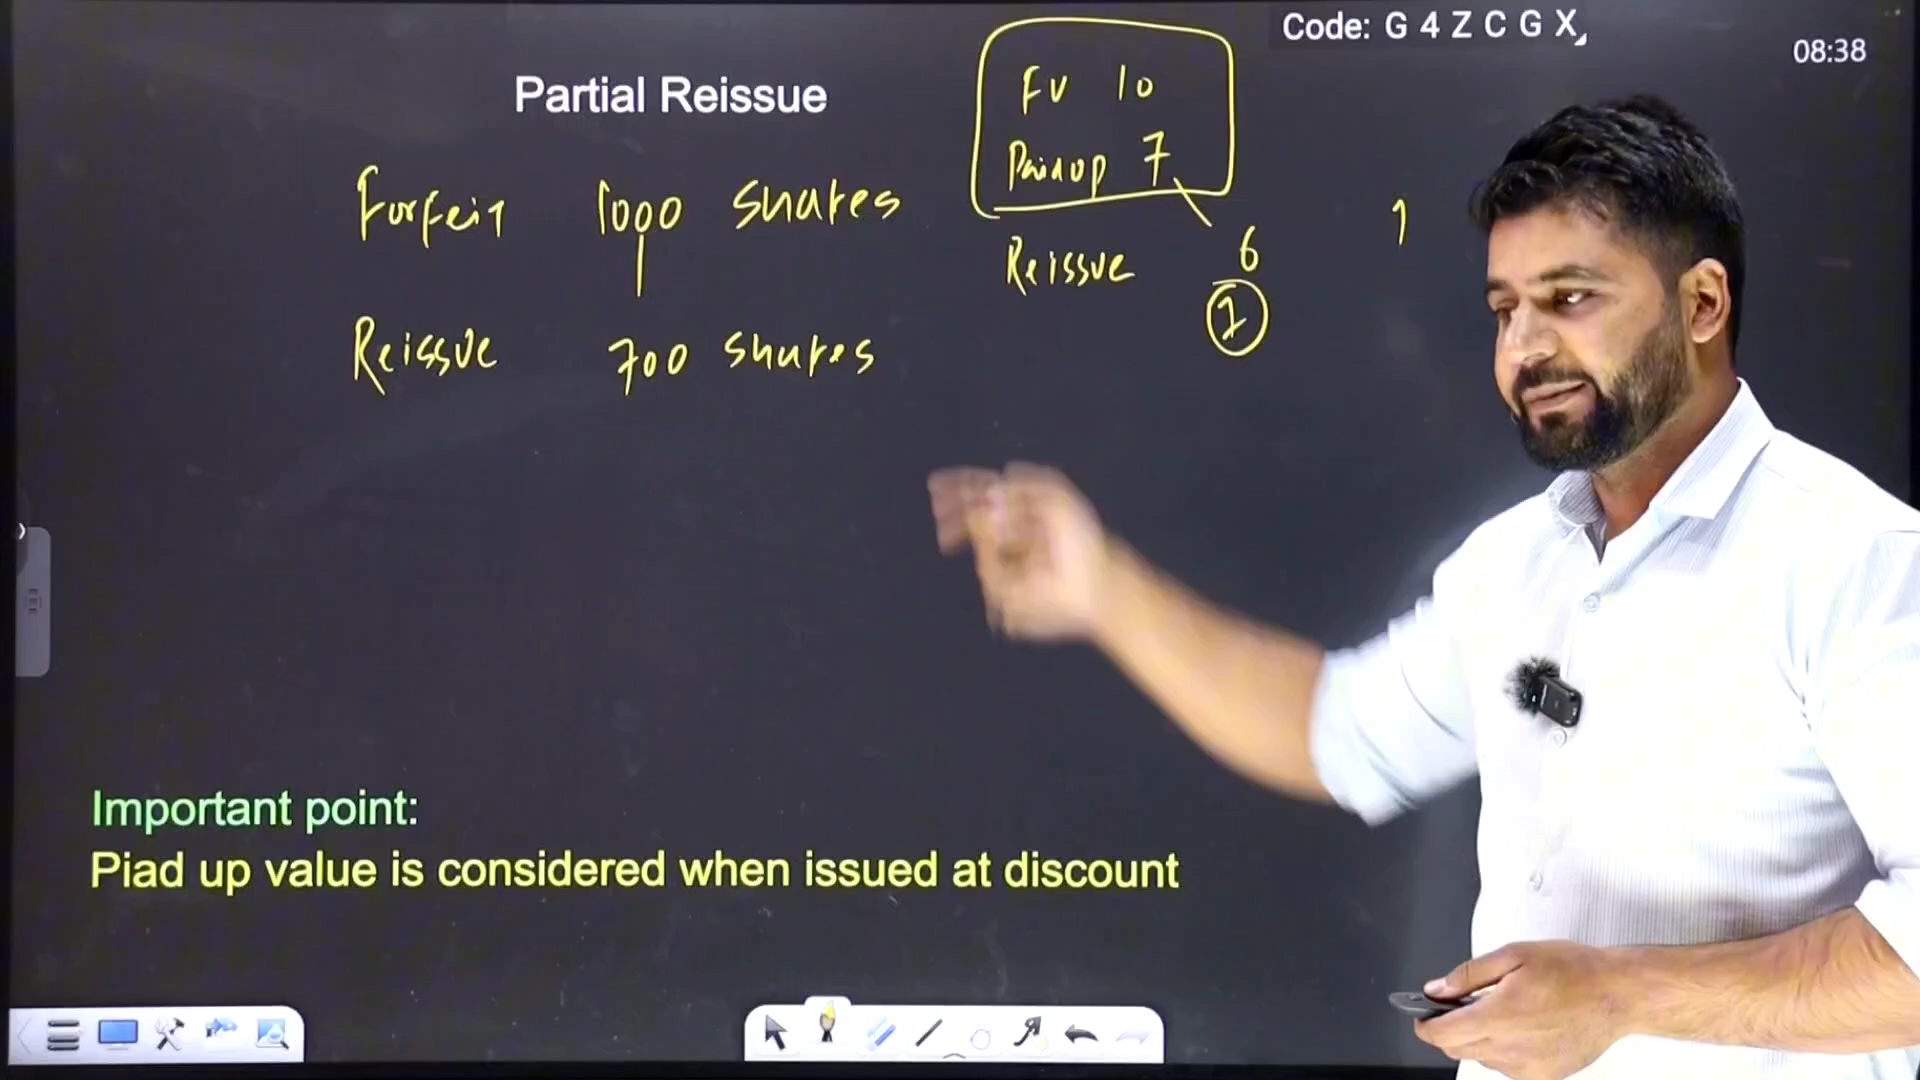 Code: G 4 Z C G X
08:38
Partial Reissue
FV 10
Paidup 7
Forfeit 1000 shares
Reissue 6
1
1
Reissue 700 shares
Important point:
Piad up value is considered when issued at discount